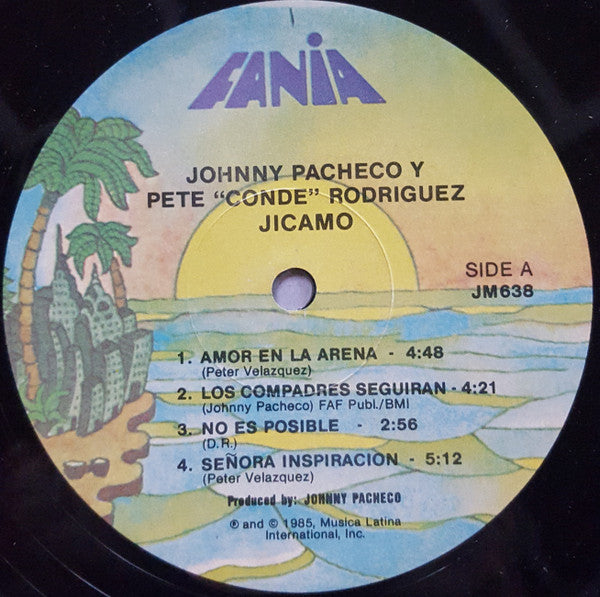 FANIA
JOHNNY PACHECO Y
PETE “CONDE” RODRIGUEZ
JICAMO
SIDE A
JM638
1. AMOR EN LA ARENA - 4:48
(Peter Velazquez)
2. LOS COMPADRES SEGUIRAN - 4:21
(Johnny Pacheco) FAF Publ./BMI
3. NO ES POSIBLE - 2:56
(D.R.)
4. SEÑORA INSPIRACION - 5:12
(Peter Velazquez)
Produced by: JOHNNY PACHECO
℗ and © 1985, Musica Latina
International, Inc.